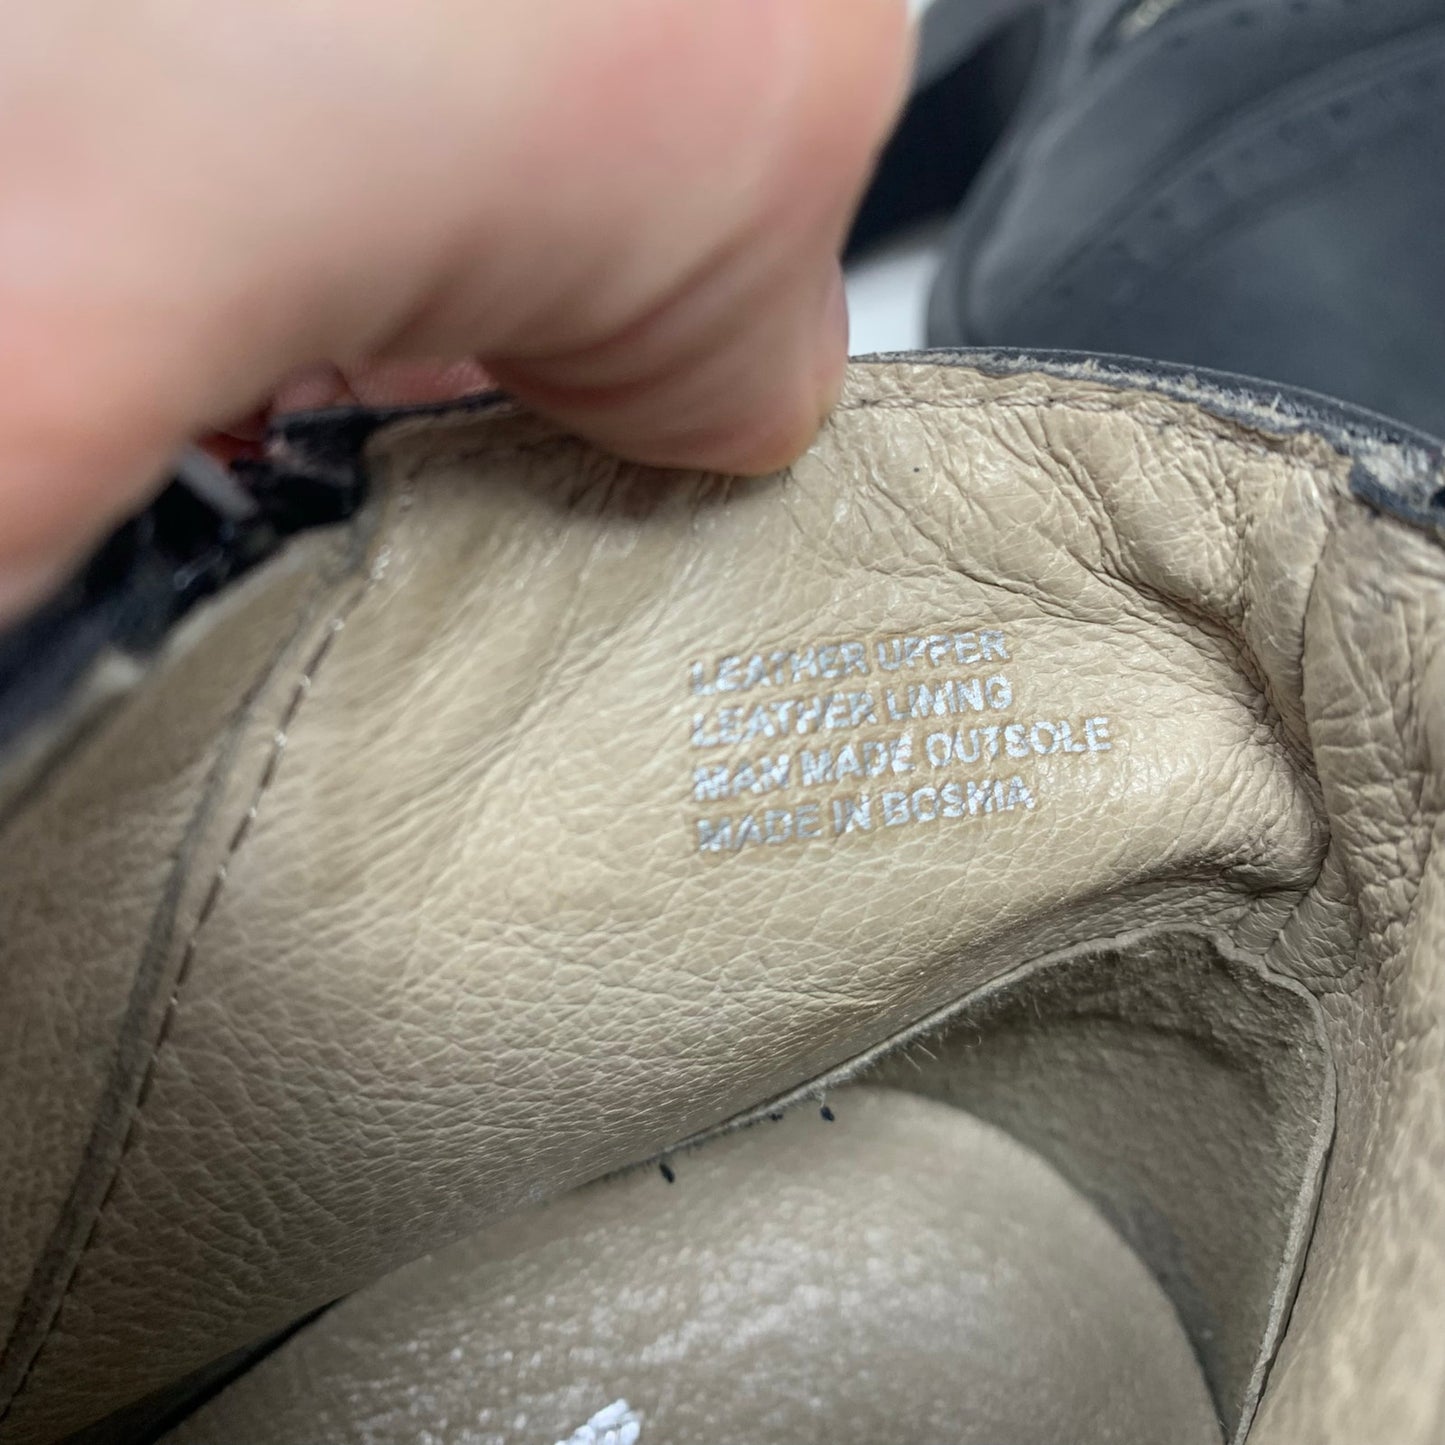 LEATHER UPPER
LEATHER LINING
MAN MADE OUTSOLE
MADE IN BOSNIA